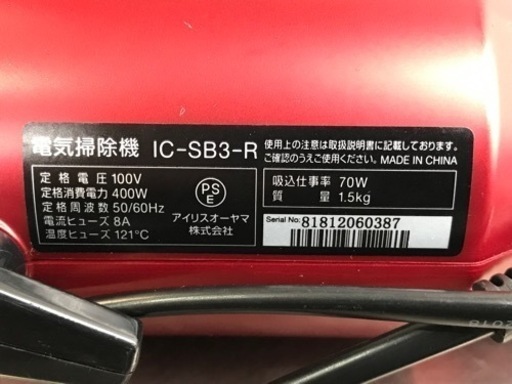 電気掃除機 IC-SB3-R
定格電圧 100V
定格消費電力 400W
定格周波数 50/60Hz
電流ヒューズ 8A
温度ヒューズ 121℃
PS
E
アイリスオーヤマ
株式会社
使用上の注意は取扱説明書に記載しております。
ご確認のうえご使用ください。 MADE IN CHINA
吸込仕事率 70W
質量 1.5kg
Serial No: 81812060387